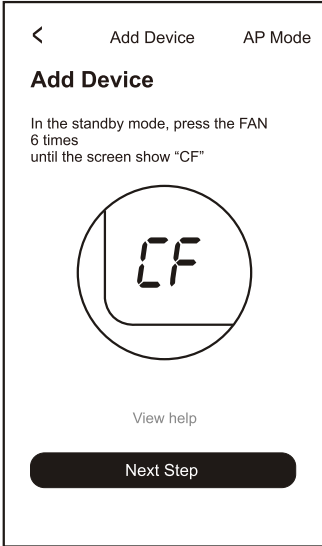 < Add Device AP Mode
Add Device
In the standby mode, press the FAN
6 times
until the screen show “CF”
CF
View help
Next Step